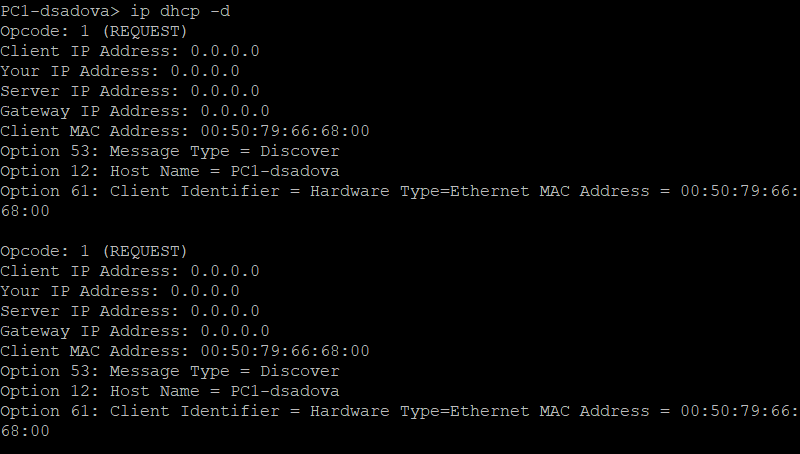 PC1-dsadova> ip dhcp -d
Opcode: 1 (REQUEST)
Client IP Address: 0.0.0.0
Your IP Address: 0.0.0.0
Server IP Address: 0.0.0.0
Gateway IP Address: 0.0.0.0
Client MAC Address: 00:50:79:66:68:00
Option 53: Message Type = Discover
Option 12: Host Name = PC1-dsadova
Option 61: Client Identifier = Hardware Type=Ethernet MAC Address = 00:50:79:66:
68:00

Opcode: 1 (REQUEST)
Client IP Address: 0.0.0.0
Your IP Address: 0.0.0.0
Server IP Address: 0.0.0.0
Gateway IP Address: 0.0.0.0
Client MAC Address: 00:50:79:66:68:00
Option 53: Message Type = Discover
Option 12: Host Name = PC1-dsadova
Option 61: Client Identifier = Hardware Type=Ethernet MAC Address = 00:50:79:66:
68:00